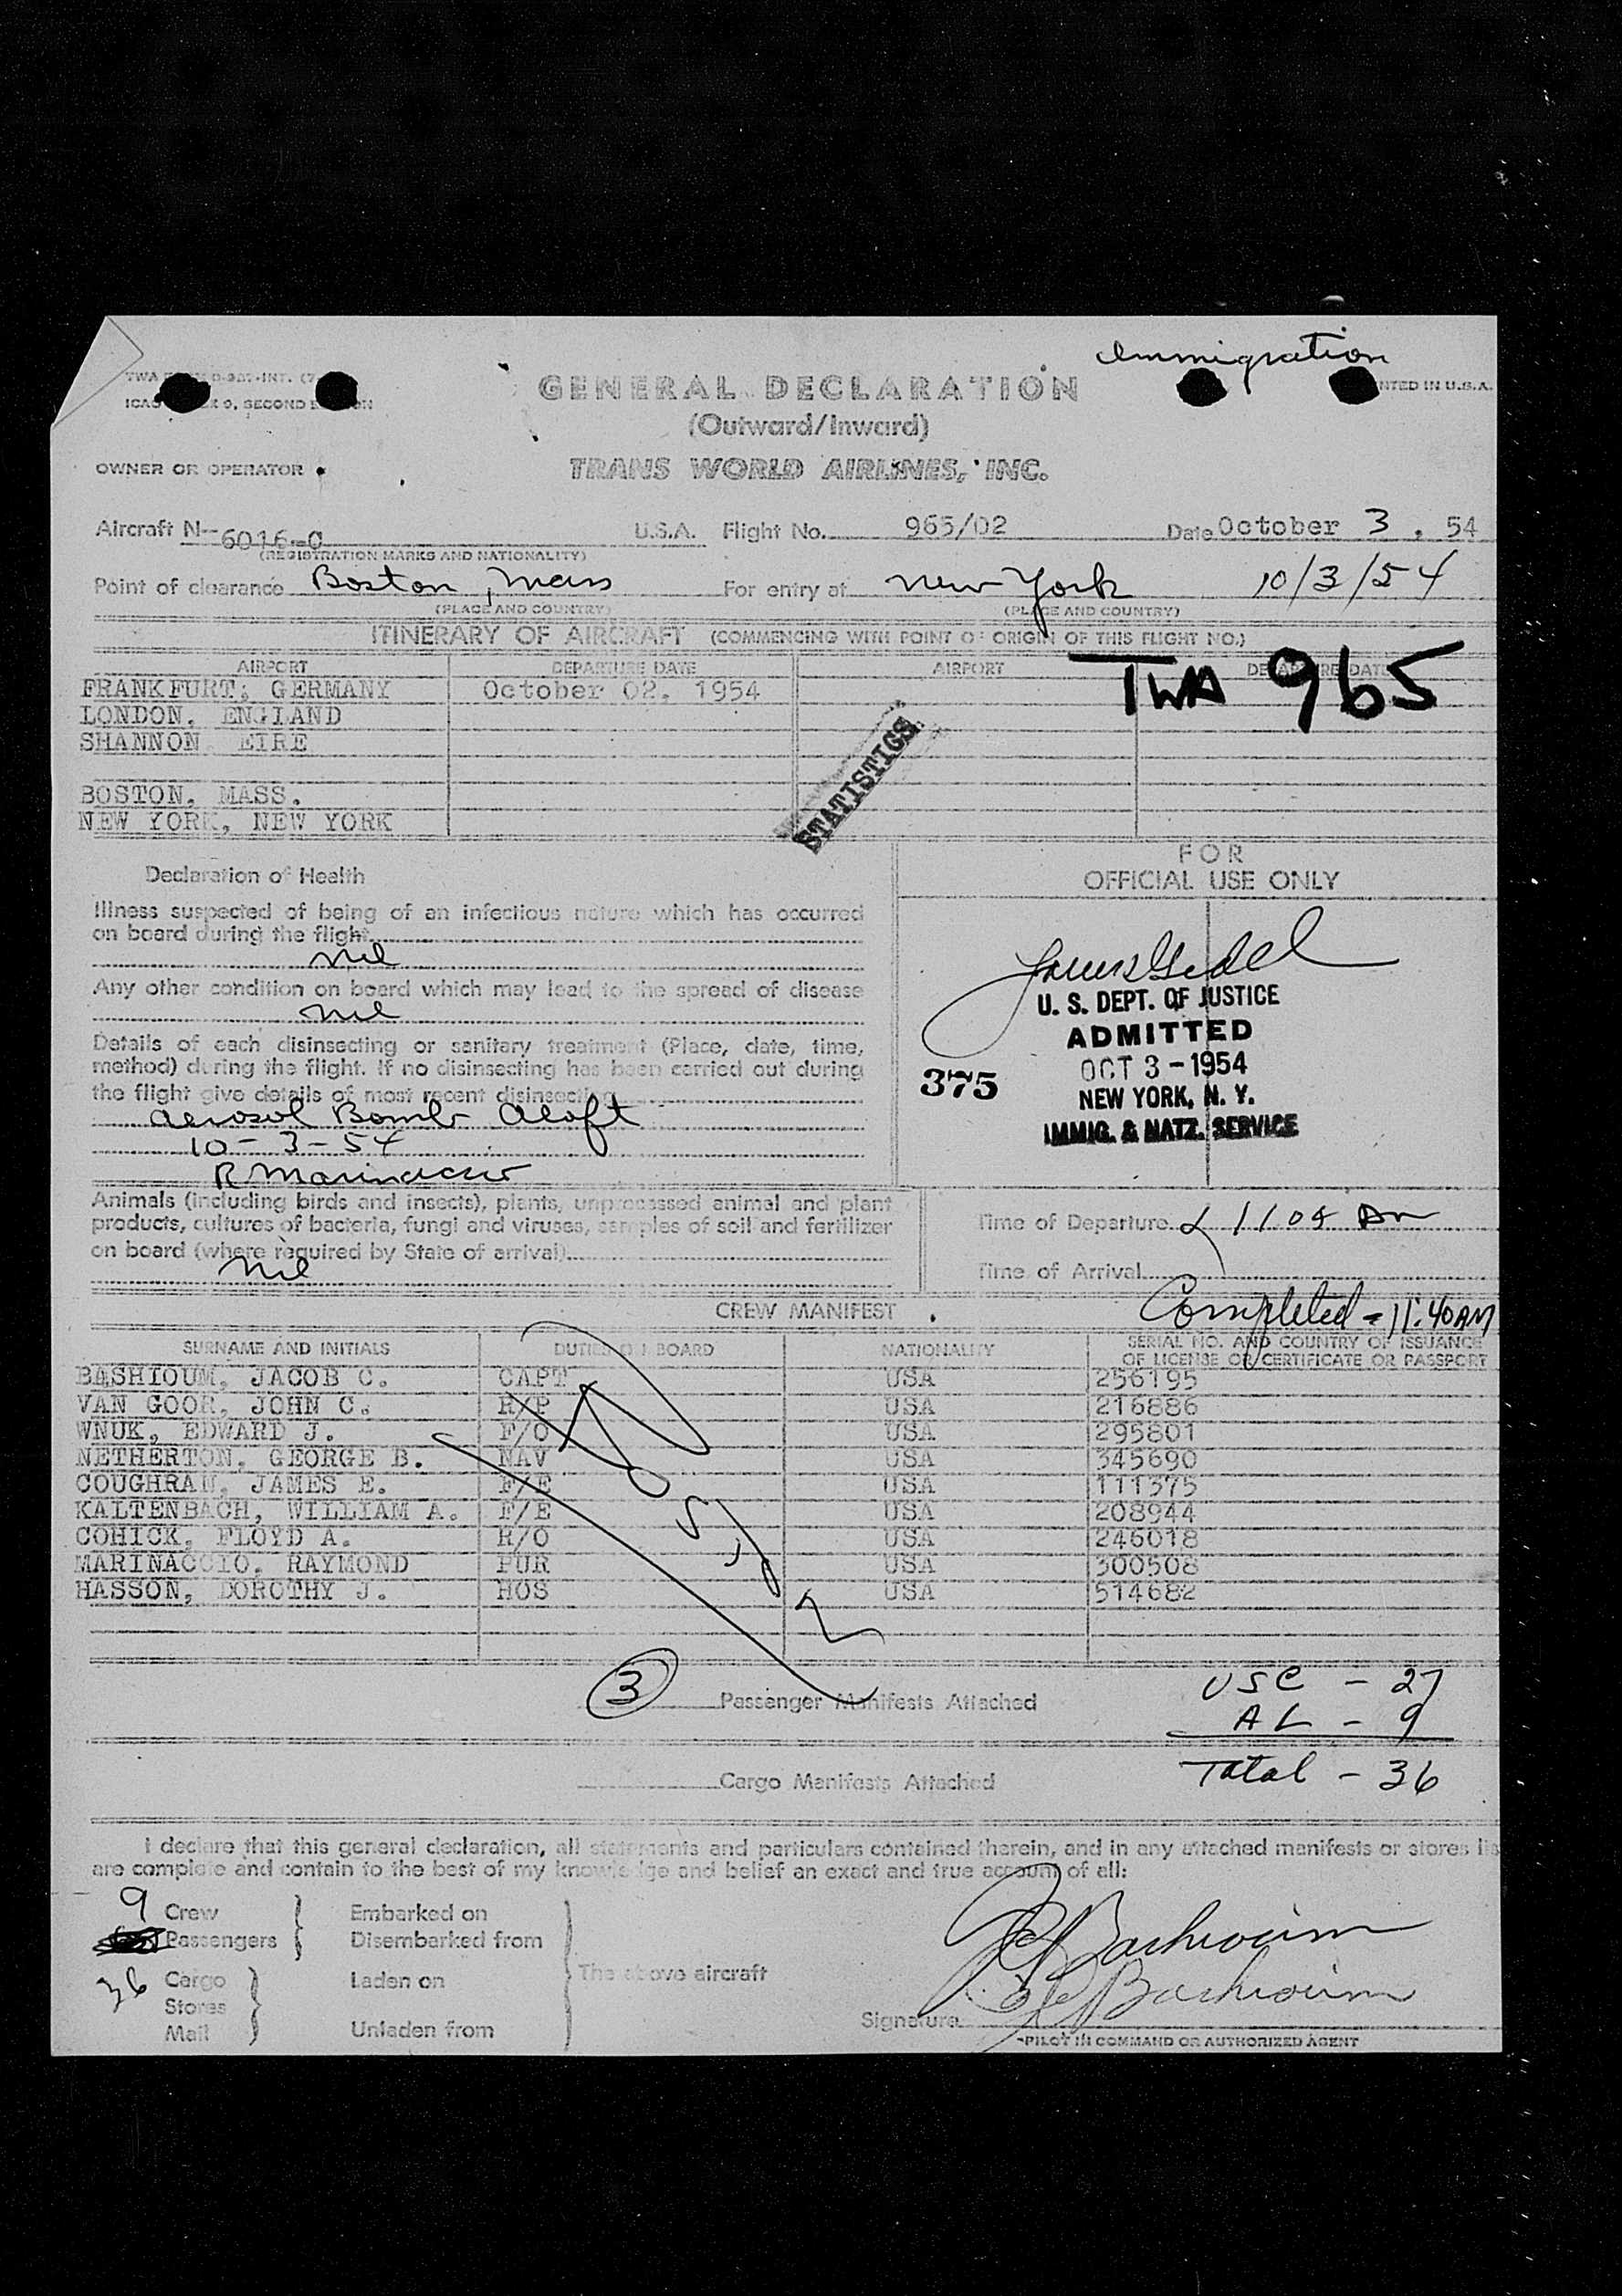 Immigration
TWA
ICAO 9, SECOND
NTED IN U.S.A.
GENERAL DECLARATION
(Outward/Inward)
OWNER OR OPERATOR
TRANS WORLD AIRLINES, INC.
Aircraft N-6016-C U.S.A. Flight No. 965/02 Date October 3, 54
(REGISTRATION MARKS AND NATIONALITY)
Point of clearance Boston, Mass For entry at New York 10/3/54
(PLACE AND COUNTRY) (PLACE AND COUNTRY)
ITINERARY OF AIRCRAFT (COMMENCING WITH POINT OF ORIGIN OF THIS FLIGHT NO.)
AIRPORT DEPARTURE DATE AIRPORT DEPARTURE DATE
TWA 965
FRANKFURT, GERMANY October 02, 1954
LONDON, ENGLAND
SHANNON EIRE
BOSTON, MASS.
NEW YORK, NEW YORK
STATISTICS
Declaration of Health
Illness suspected of being of an infectious nature which has occurred
on board during the flight
nil
Any other condition on board which may lead to the spread of disease
nil
Details of each disinsecting or sanitary treatment (Place, date, time,
method) during the flight. If no disinsecting has been carried out during
the flight give details of most recent disinsecting
Aerosol Bomb Aloft
10-3-54
R Marinaccio
FOR
OFFICIAL USE ONLY
U. S. DEPT. OF JUSTICE
ADMITTED
375 OCT 3 - 1954
NEW YORK, N. Y.
IMMIG. & NATZ. SERVICE
Animals (including birds and insects), plants, unprocessed animal and plant
products, cultures of bacteria, fungi and viruses, samples of soil and fertilizer
on board (where required by State of arrival)
nil
Time of Departure 1108 Am
Time of Arrival
Completed - 11:40 AM
CREW MANIFEST
SURNAME AND INITIALS DUTIES ON BOARD NATIONALITY SERIAL NO. AND COUNTRY OF ISSUANCE
OF LICENSE OR CERTIFICATE OR PASSPORT
BASHIOUM, JACOB C. CAPT USA 256195
VAN GOOR, JOHN C. R/P USA 216886
WNUK, EDWARD J. F/O USA 295801
NETHERTON, GEORGE B. NAV USA 345690
COUGHRAN, JAMES E. F/E USA 111375
KALTENBACH, WILLIAM A. F/E USA 208944
COHICK, FLOYD A. R/O USA 246018
MARINACCIO, RAYMOND PUR USA 300508
HASSON, DOROTHY J. HOS USA 514682
3 Passenger Manifests Attached
USC - 27
AL - 9
Total - 36
Cargo Manifests Attached
I declare that this general declaration, all statements and particulars contained therein, and in any attached manifests or stores lis
are complete and contain to the best of my knowledge and belief an exact and true account of all:
9 Crew Embarked on
Passengers Disembarked from
36 Cargo Laden on The above aircraft
Stores
Mail Unladen from
J C Bashioum
J C Bashioum
Signature
PILOT IN COMMAND OR AUTHORIZED AGENT